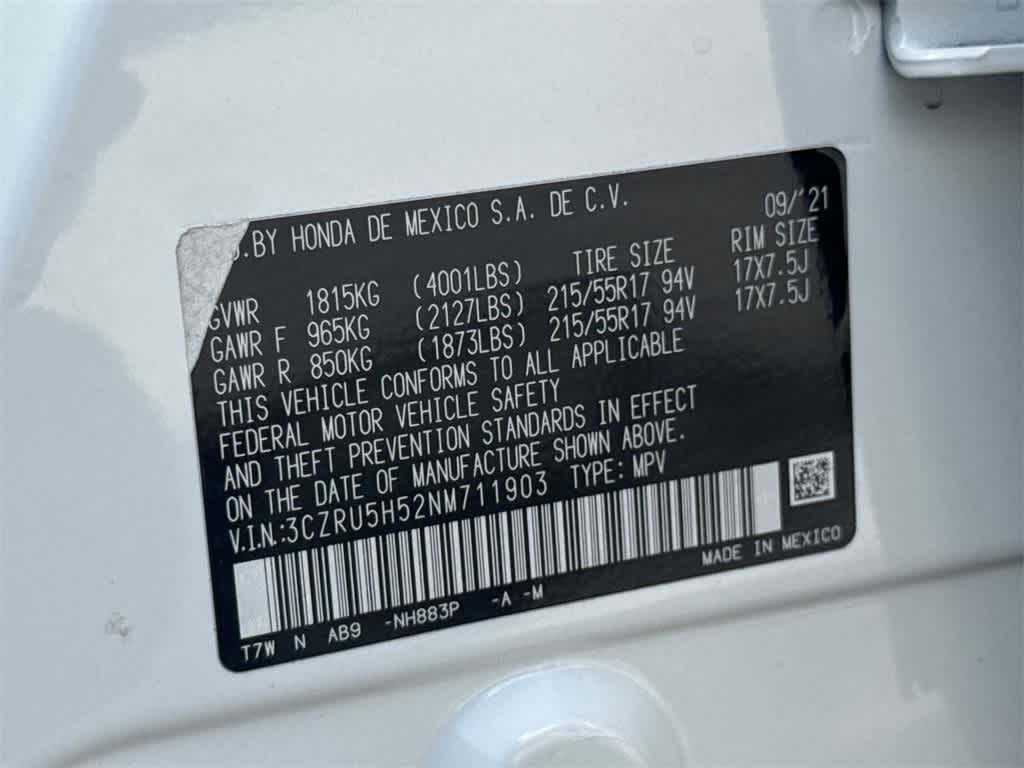 .BY HONDA DE MEXICO S.A. DE C.V. 09/'21
TIRE SIZE RIM SIZE
GVWR 1815KG (4001LBS)
GAWR F 965KG (2127LBS) 215/55R17 94V 17X7.5J
GAWR R 850KG (1873LBS) 215/55R17 94V 17X7.5J
THIS VEHICLE CONFORMS TO ALL APPLICABLE
FEDERAL MOTOR VEHICLE SAFETY
AND THEFT PREVENTION STANDARDS IN EFFECT
ON THE DATE OF MANUFACTURE SHOWN ABOVE.
V.I.N.:3CZRU5H52NM711903 TYPE: MPV
MADE IN MEXICO
T7W N AB9 -NH883P -A -M